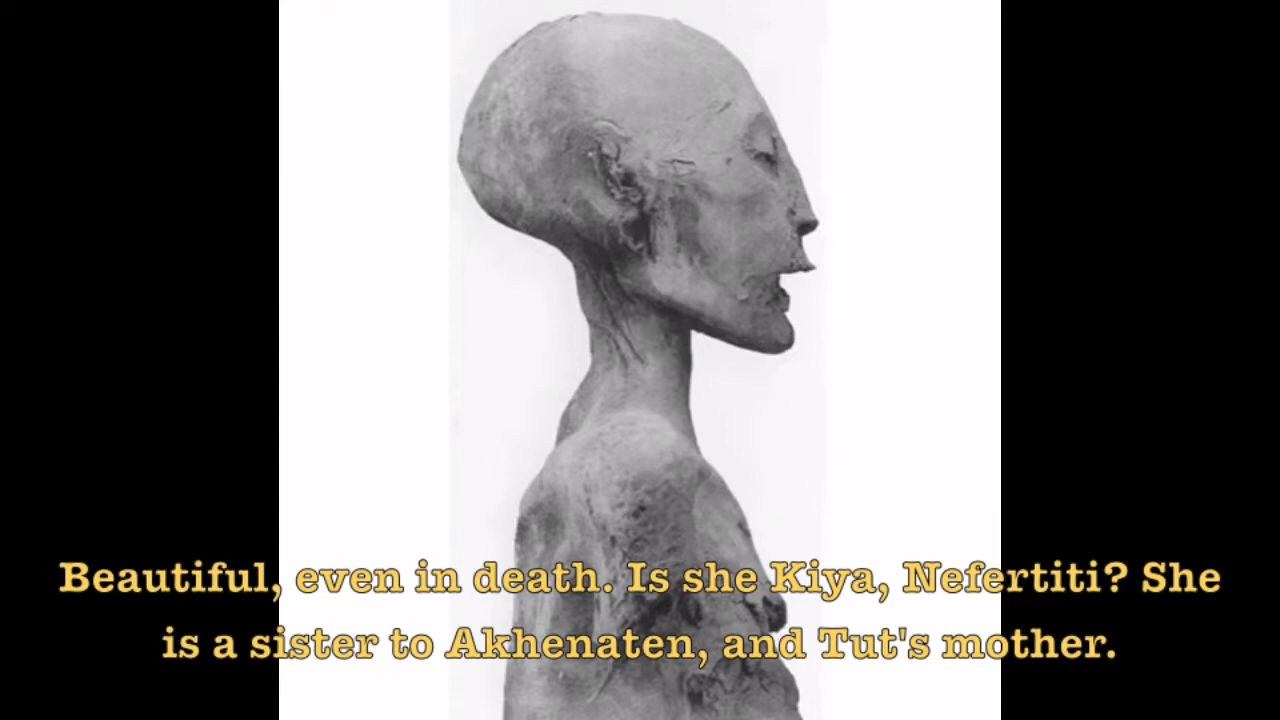 Beautiful, even in death. Is she Kiya, Nefertiti? She
is a sister to Akhenaten, and Tut's mother.